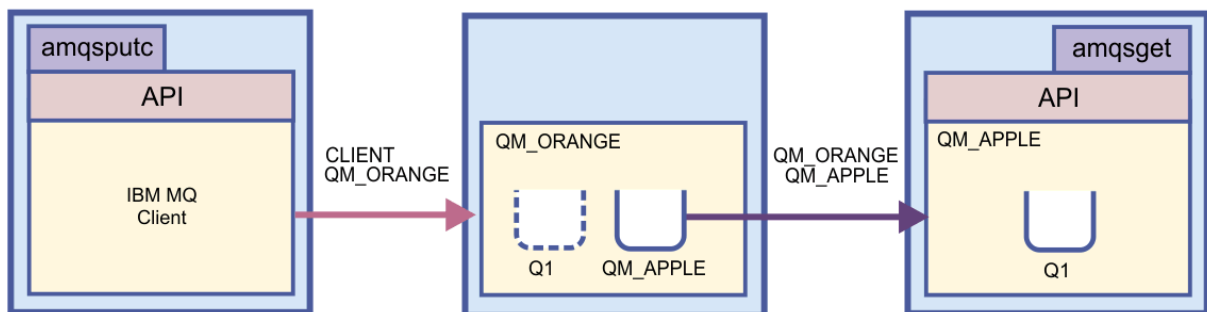 amqsputc
API
IBM MQ
Client
CLIENT
QM_ORANGE
QM_ORANGE
Q1
QM_APPLE
QM_ORANGE
QM_APPLE
amqsget
API
QM_APPLE
Q1